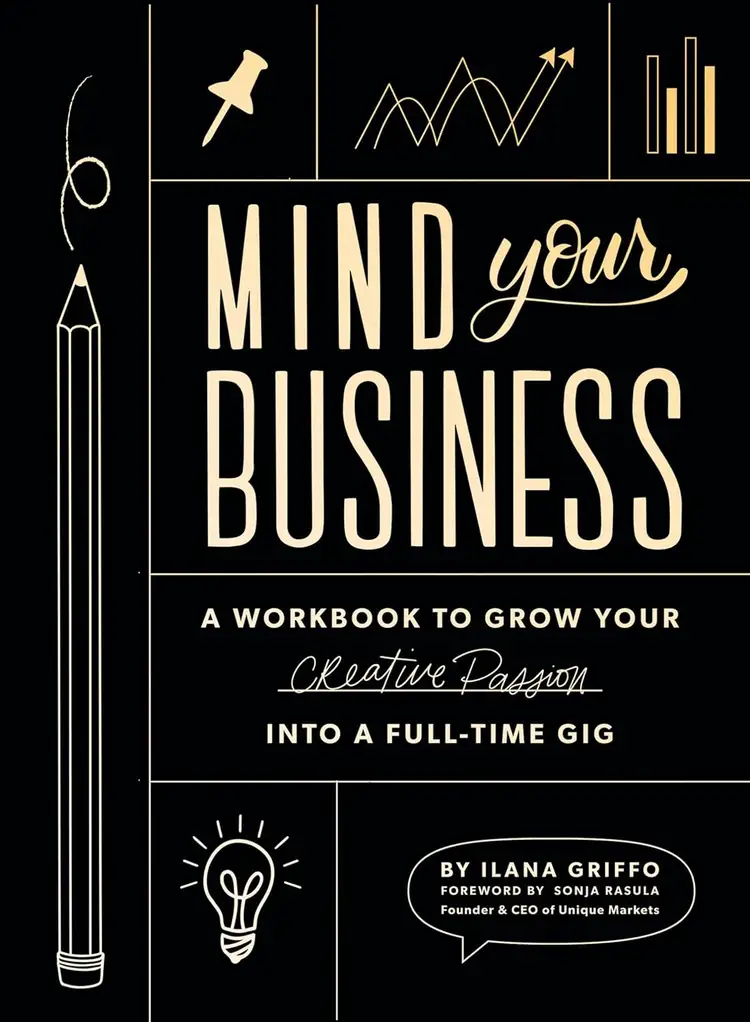 MIND your
BUSINESS
A WORKBOOK TO GROW YOUR
Creative Passion
INTO A FULL-TIME GIG
BY ILANA GRIFFO
FOREWORD BY SONJA RASULA
Founder & CEO of Unique Markets